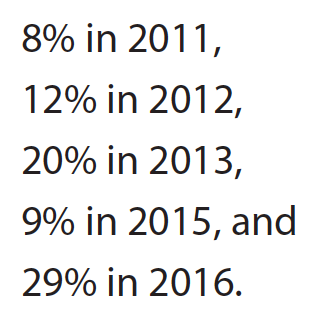 8% in 2011,
12% in 2012,
20% in 2013,
9% in 2015, and
29% in 2016.